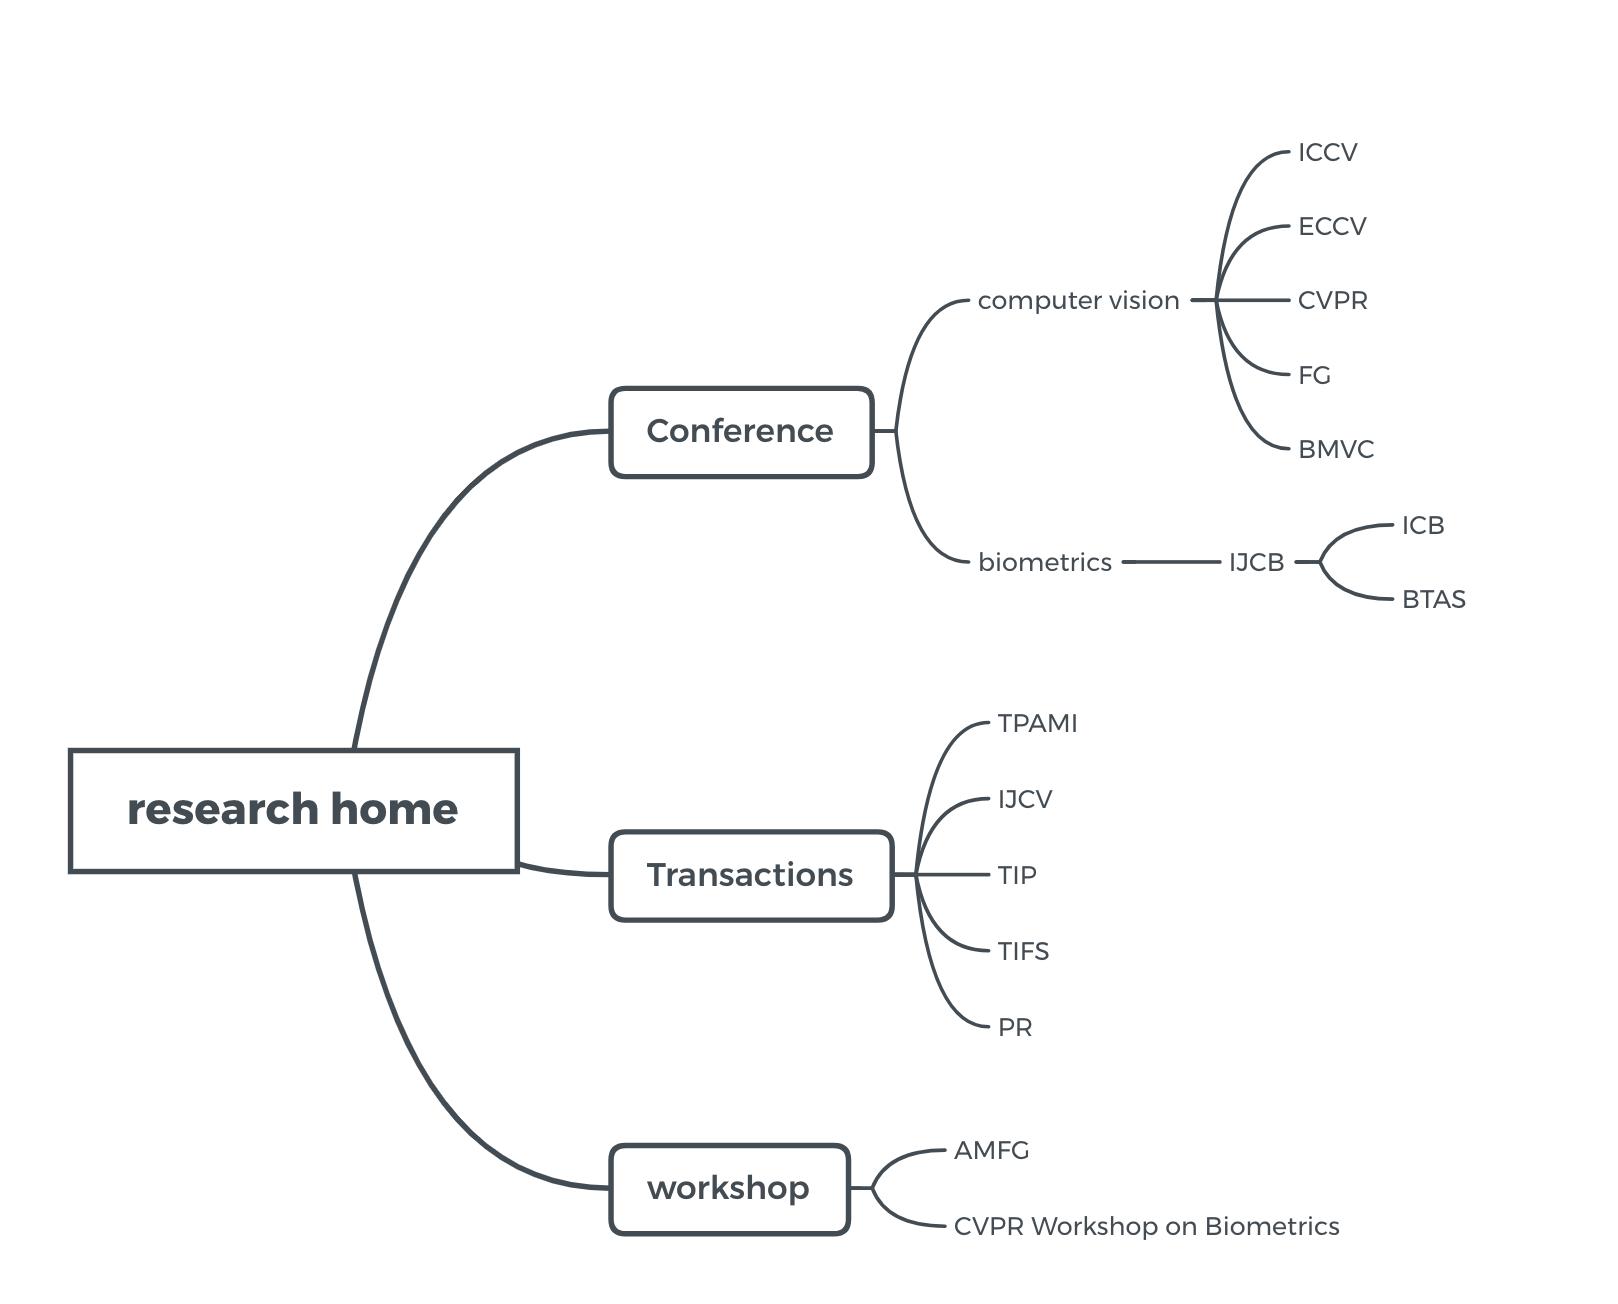 research home
Conference
computer vision
ICCV
ECCV
CVPR
FG
BMVC
biometrics
IJCB
ICB
BTAS
Transactions
TPAMI
IJCV
TIP
TIFS
PR
workshop
AMFG
CVPR Workshop on Biometrics